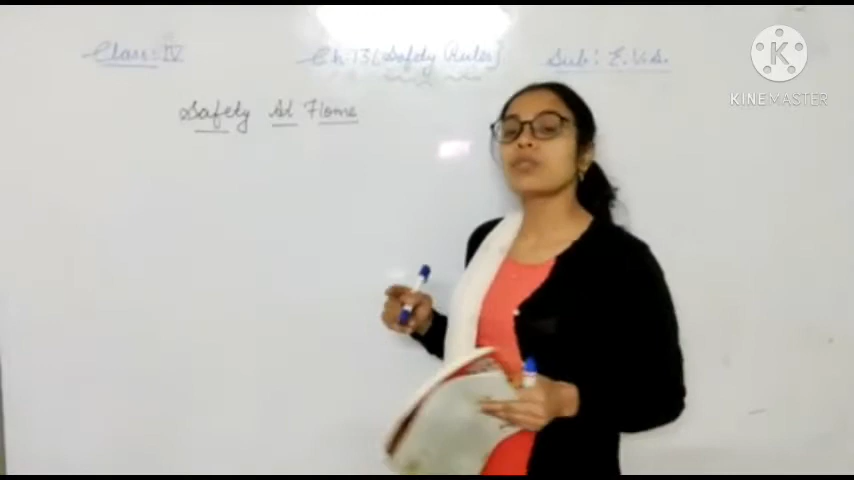 Class: IV Ch-13 (Safety Rules) Sub: E.V.S.
Safety At Home
K
KINEMASTER